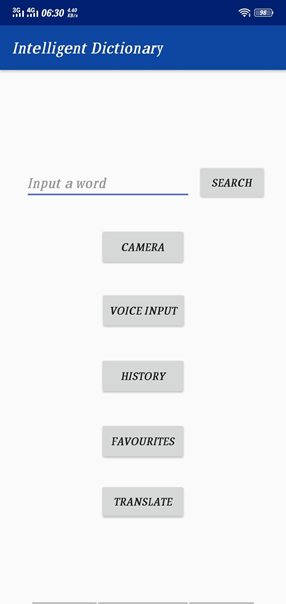 3G 4G 06:30 4.40 KB/s 98
Intelligent Dictionary
Input a word SEARCH
CAMERA
VOICE INPUT
HISTORY
FAVOURITES
TRANSLATE